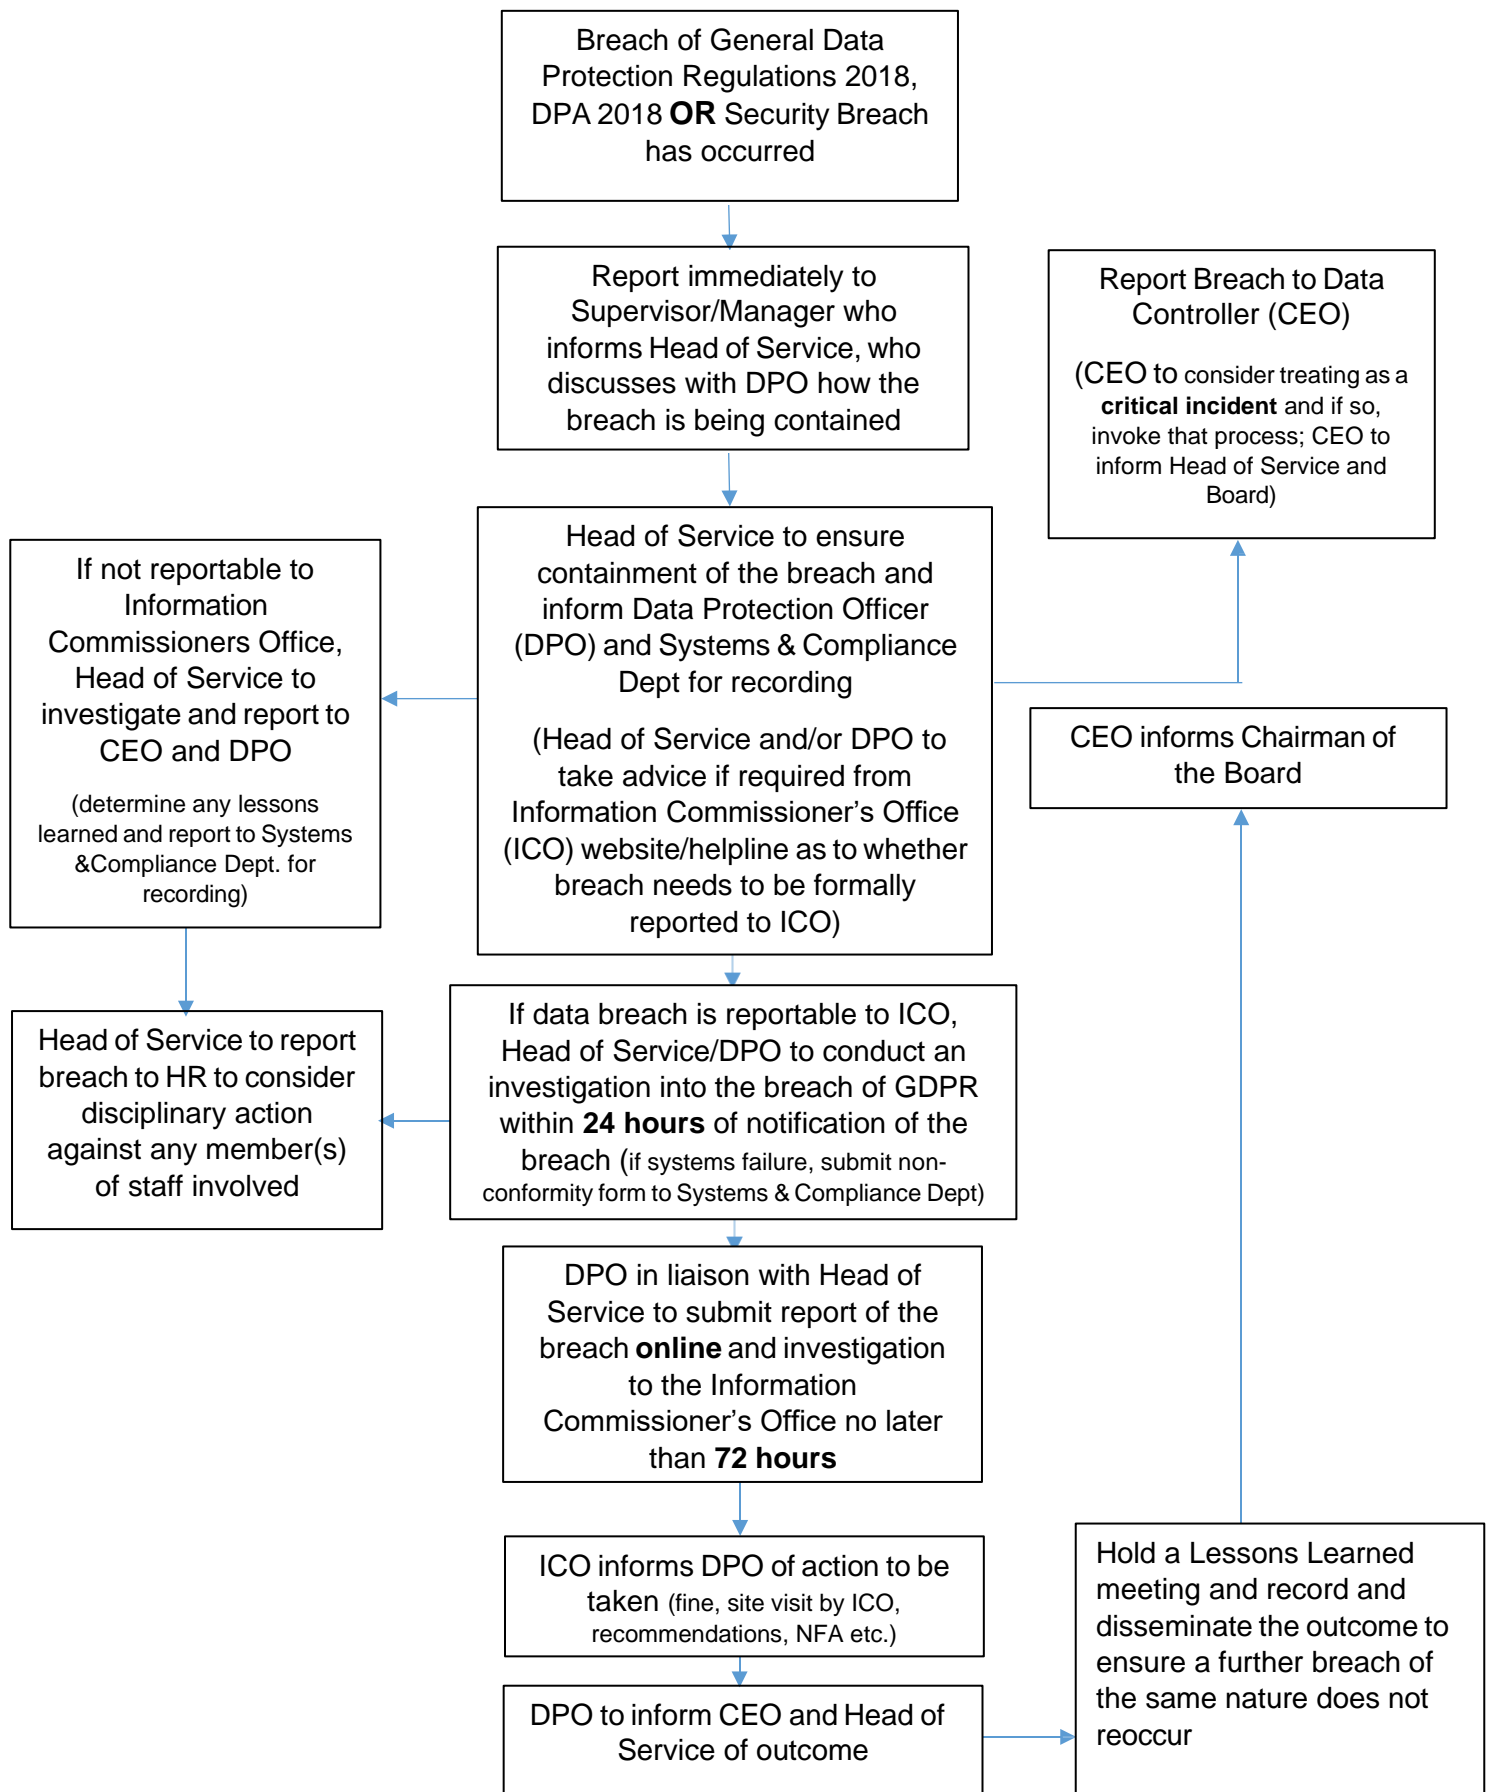 Breach of General Data
Protection Regulations 2018,
DPA 2018 OR Security Breach
has occurred
Report immediately to
Supervisor/Manager who
informs Head of Service, who
discusses with DPO how the
breach is being contained
Report Breach to Data
Controller (CEO)
(CEO to consider treating as a
critical incident and if so,
invoke that process; CEO to
inform Head of Service and
Board)
Head of Service to ensure
containment of the breach and
inform Data Protection Officer
(DPO) and Systems & Compliance
Dept for recording
(Head of Service and/or DPO to
take advice if required from
Information Commissioner’s Office
(ICO) website/helpline as to whether
breach needs to be formally
reported to ICO)
If not reportable to
Information
Commissioners Office,
Head of Service to
investigate and report to
CEO and DPO
(determine any lessons
learned and report to Systems
&Compliance Dept. for
recording)
CEO informs Chairman of
the Board
Head of Service to report
breach to HR to consider
disciplinary action
against any member(s)
of staff involved
If data breach is reportable to ICO,
Head of Service/DPO to conduct an
investigation into the breach of GDPR
within 24 hours of notification of the
breach (if systems failure, submit non-
conformity form to Systems & Compliance Dept)
DPO in liaison with Head of
Service to submit report of the
breach online and investigation
to the Information
Commissioner’s Office no later
than 72 hours
ICO informs DPO of action to be
taken (fine, site visit by ICO,
recommendations, NFA etc.)
DPO to inform CEO and Head of
Service of outcome
Hold a Lessons Learned
meeting and record and
disseminate the outcome to
ensure a further breach of
the same nature does not
reoccur